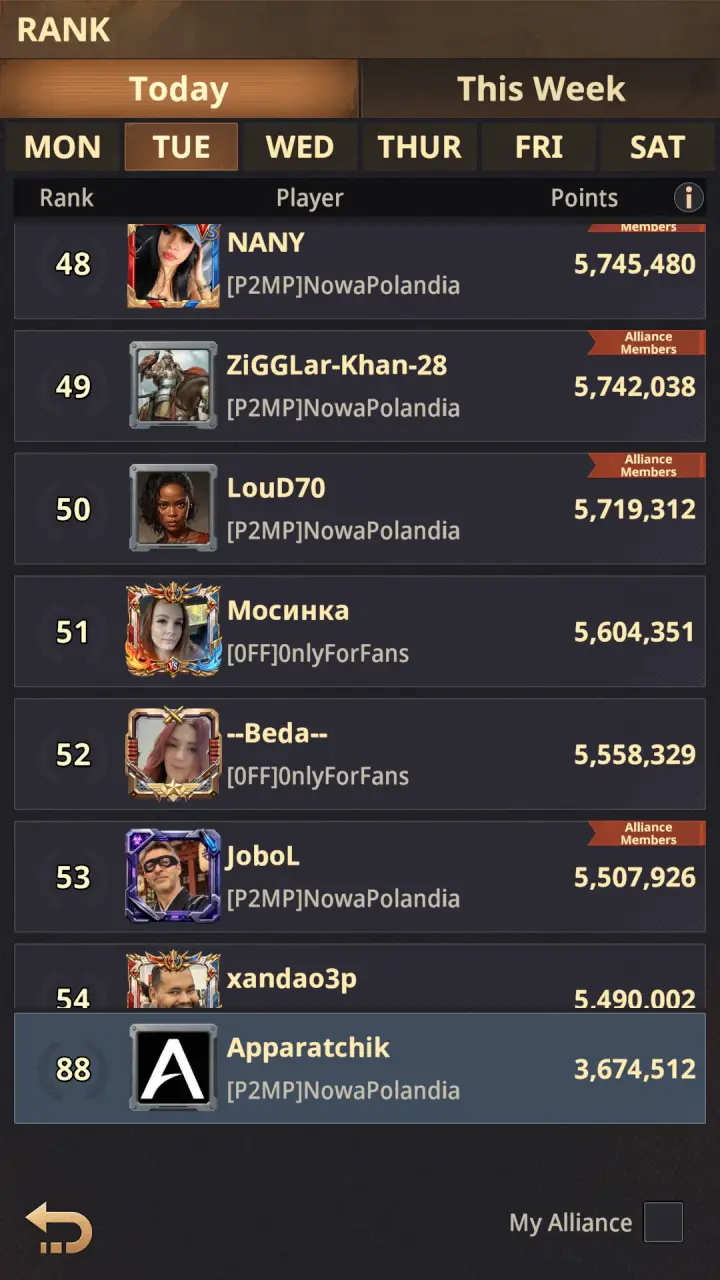 RANK
Today
This Week
MON TUE WED THUR FRI SAT
Rank Player Points i
Members
48 NANY 5,745,480
[P2MP]NowaPolandia
Alliance
Members
49 ZiGGLar-Khan-28 5,742,038
[P2MP]NowaPolandia
Alliance
Members
50 LouD70 5,719,312
[P2MP]NowaPolandia
51 Мосинка 5,604,351
[0FF]0nlyForFans
52 --Beda-- 5,558,329
[0FF]0nlyForFans
Alliance
Members
53 JoboL 5,507,926
[P2MP]NowaPolandia
54 xandao3p 5,490,002
88 Apparatchik 3,674,512
[P2MP]NowaPolandia
My Alliance